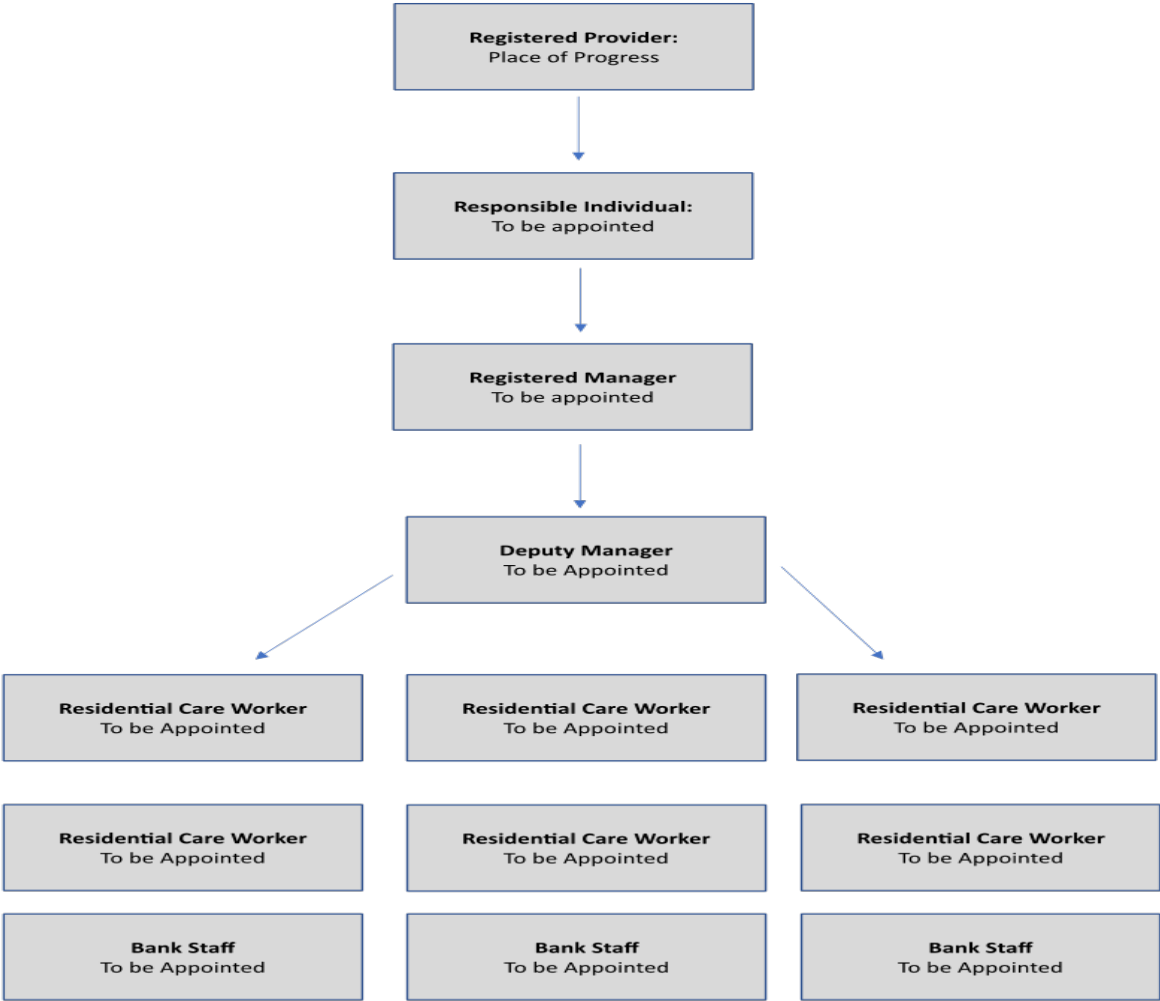 Registered Provider:
Place of Progress
Responsible Individual:
To be appointed
Registered Manager
To be appointed
Deputy Manager
To be Appointed
Residential Care Worker
To be Appointed
Residential Care Worker
To be Appointed
Residential Care Worker
To be Appointed
Residential Care Worker
To be Appointed
Residential Care Worker
To be Appointed
Residential Care Worker
To be Appointed
Bank Staff
To be Appointed
Bank Staff
To be Appointed
Bank Staff
To be Appointed